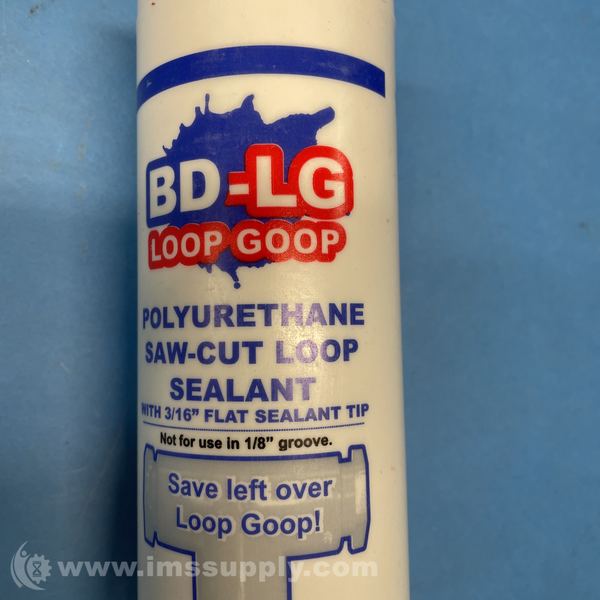 BD-LG
LOOP GOOP
POLYURETHANE
SAW-CUT LOOP
SEALANT
WITH 3/16” FLAT SEALANT TIP
Not for use in 1/8” groove.
Save left over
Loop Goop!
www.imssupply.com